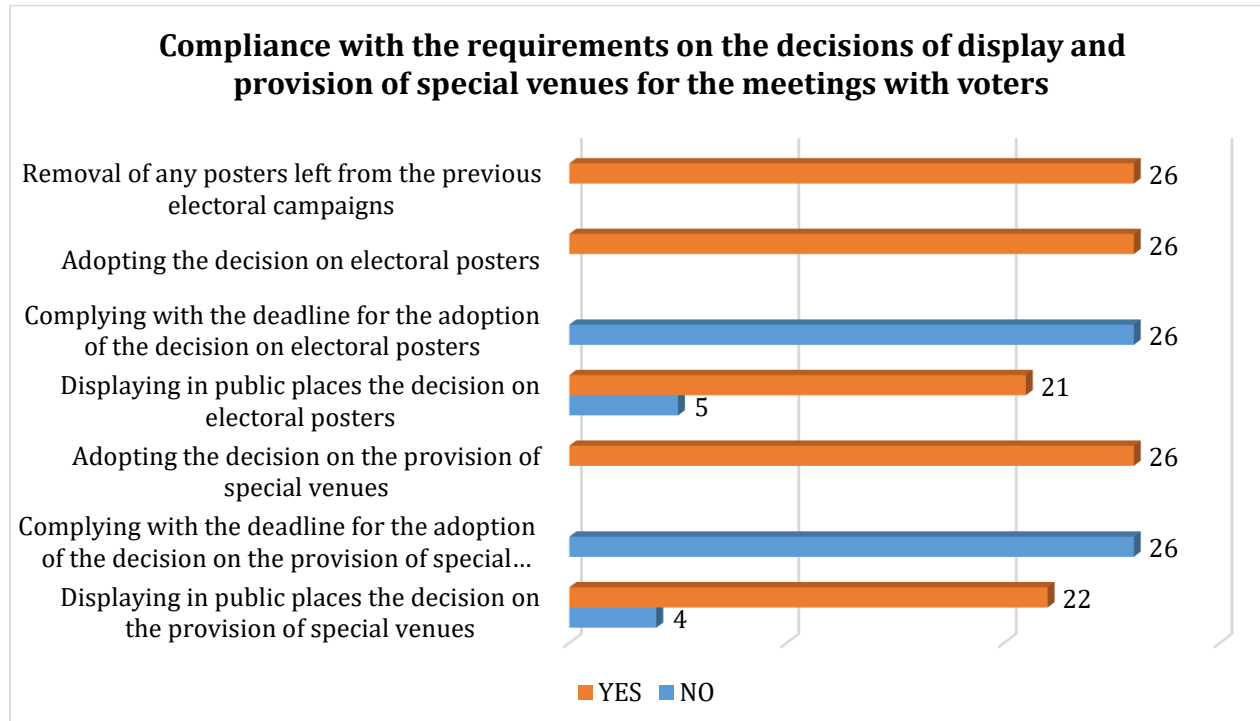 Compliance with the requirements on the decisions of display and
provision of special venues for the meetings with voters
Removal of any posters left from the previous
electoral campaigns
26
Adopting the decision on electoral posters
26
Complying with the deadline for the adoption
of the decision on electoral posters
26
Displaying in public places the decision on
electoral posters
21
5
Adopting the decision on the provision of
special venues
26
Complying with the deadline for the adoption
of the decision on the provision of special…
26
Displaying in public places the decision on
the provision of special venues
22
4
YES NO